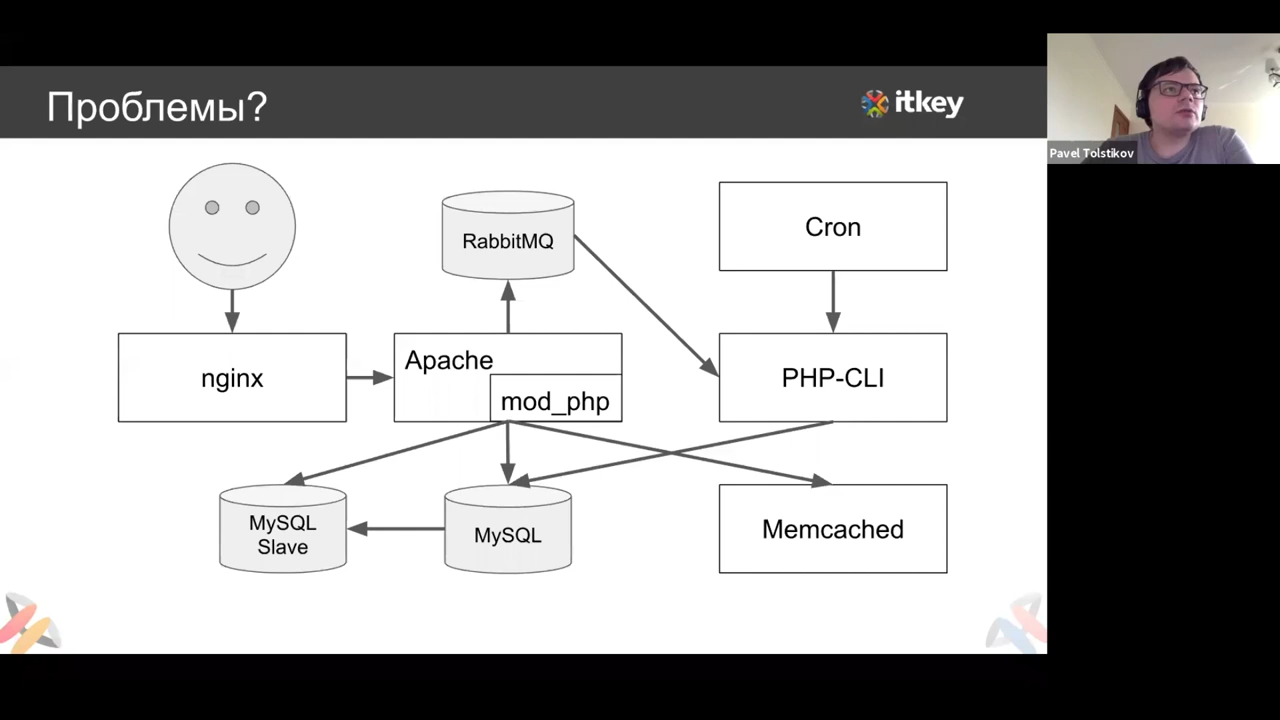 Проблемы?
itkey
Pavel Tolstikov
RabbitMQ
Cron
nginx
Apache
mod_php
PHP-CLI
MySQL
Slave
MySQL
Memcached